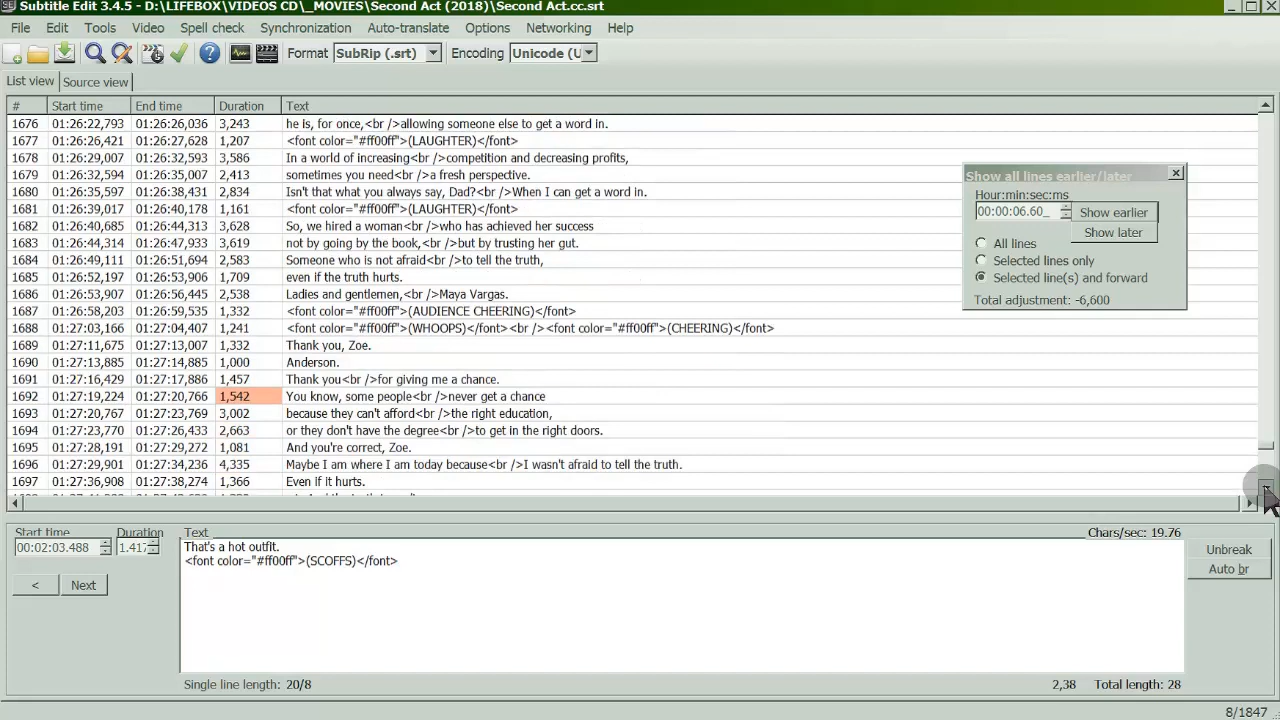 Subtitle Edit 3.4.5 - D:\LIFEBOX\VIDEOS CD\_MOVIES\Second Act (2018)\Second Act.cc.srt
File Edit Tools Video Spell check Synchronization Auto-translate Options Networking Help
Format SubRip (.srt) Encoding Unicode (U
List view Source view
# Start time End time Duration Text
1676 01:26:22,793 01:26:26,036 3,243 he is, for once,<br />allowing someone else to get a word in.
1677 01:26:26,421 01:26:27,628 1,207 <font color="#ff00ff">(LAUGHTER)</font>
1678 01:26:29,007 01:26:32,593 3,586 In a world of increasing<br />competition and decreasing profits,
1679 01:26:32,594 01:26:35,007 2,413 sometimes you need<br />a fresh perspective.
1680 01:26:35,597 01:26:38,431 2,834 Isn't that what you always say, Dad?<br />When I can get a word in.
1681 01:26:39,017 01:26:40,178 1,161 <font color="#ff00ff">(LAUGHTER)</font>
1682 01:26:40,685 01:26:44,313 3,628 So, we hired a woman<br />who has achieved her success
1683 01:26:44,314 01:26:47,933 3,619 not by going by the book,<br />but by trusting her gut.
1684 01:26:49,111 01:26:51,694 2,583 Someone who is not afraid<br />to tell the truth,
1685 01:26:52,197 01:26:53,906 1,709 even if the truth hurts.
1686 01:26:53,907 01:26:56,445 2,538 Ladies and gentlemen,<br />Maya Vargas.
1687 01:26:58,203 01:26:59,535 1,332 <font color="#ff00ff">(AUDIENCE CHEERING)</font>
1688 01:27:03,166 01:27:04,407 1,241 <font color="#ff00ff">(WHOOPS)</font><br /><font color="#ff00ff">(CHEERING)</font>
1689 01:27:11,675 01:27:13,007 1,332 Thank you, Zoe.
1690 01:27:13,885 01:27:14,885 1,000 Anderson.
1691 01:27:16,429 01:27:17,886 1,457 Thank you<br />for giving me a chance.
1692 01:27:19,224 01:27:20,766 1,542 You know, some people<br />never get a chance
1693 01:27:20,767 01:27:23,769 3,002 because they can't afford<br />the right education,
1694 01:27:23,770 01:27:26,433 2,663 or they don't have the degree<br />to get in the right doors.
1695 01:27:28,191 01:27:29,272 1,081 And you're correct, Zoe.
1696 01:27:29,901 01:27:34,236 4,335 Maybe I am where I am today because<br />I wasn't afraid to tell the truth.
1697 01:27:36,908 01:27:38,274 1,366 Even if it hurts.
Show all lines earlier/later
Hour:min:sec:ms
00:00:06.60_ Show earlier
Show later
All lines
Selected lines only
Selected line(s) and forward
Total adjustment: -6,600
Start time Duration Text Chars/sec: 19.76
00:02:03.488 1.417
That's a hot outfit.
<font color="#ff00ff">(SCOFFS)</font>
Unbreak
Auto br
< Next
Single line length: 20/8 2,38 Total length: 28
8/1847